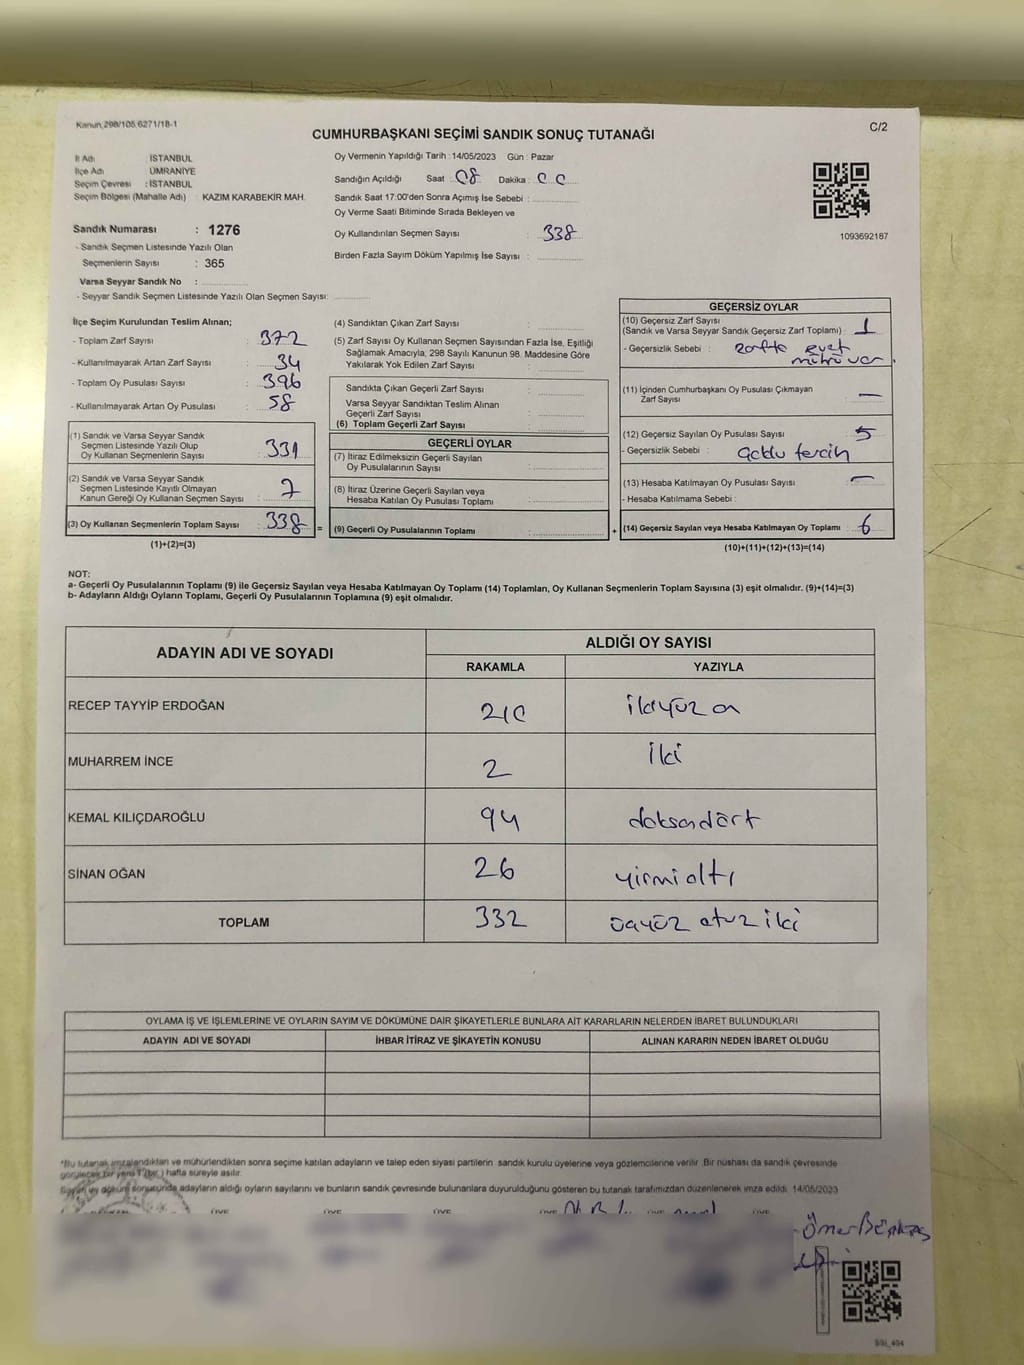 Kanun,298/105,6271/18-1
C/2
CUMHURBAŞKANI SEÇİMİ SANDIK SONUÇ TUTANAĞI
İl Adı İSTANBUL
İlçe Adı ÜMRANİYE
Seçim Çevresi : İSTANBUL
Seçim Bölgesi (Mahalle Adı) : KAZIM KARABEKİR MAH.
Sandık Numarası : 1276
- Sandık Seçmen Listesinde Yazılı Olan
Seçmenlerin Sayısı : 365
Varsa Seyyar Sandık No :
- Seyyar Sandık Seçmen Listesinde Yazılı Olan Seçmen Sayısı:
Oy Vermenin Yapıldığı Tarih : 14/05/2023 Gün : Pazar
Sandığın Açıldığı Saat : 08 Dakika : 00
Sandık Saat 17:00'den Sonra Açımış İse Sebebi :
Oy Verme Saati Bitiminde Sırada Bekleyen ve
Oy Kullandırılan Seçmen Sayısı : 338
Birden Fazla Sayım Döküm Yapılmış İse Sayısı :
1093692187
İlçe Seçim Kurulundan Teslim Alınan;
- Toplam Zarf Sayısı : 372
- Kullanılmayarak Artan Zarf Sayısı : 34
- Toplam Oy Pusulası Sayısı : 396
- Kullanılmayarak Artan Oy Pusulası : 58
(1) Sandık ve Varsa Seyyar Sandık
Seçmen Listesinde Yazılı Olup
Oy Kullanan Seçmenlerin Sayısı : 331
(2) Sandık ve Varsa Seyyar Sandık
Seçmen Listesinde Kayıtlı Olmayan
Kanun Gereği Oy Kullanan Seçmen Sayısı : 7
(3) Oy Kullanan Seçmenlerin Toplam Sayısı : 338 =
(1)+(2)=(3)
(4) Sandıktan Çıkan Zarf Sayısı :
(5) Zarf Sayısı Oy Kullanan Seçmen Sayısından Fazla İse, Eşitliği
Sağlamak Amacıyla, 298 Sayılı Kanunun 98. Maddesine Göre
Yakılarak Yok Edilen Zarf Sayısı :
Sandıkta Çıkan Geçerli Zarf Sayısı :
Varsa Seyyar Sandıktan Teslim Alınan
Geçerli Zarf Sayısı :
(6) Toplam Geçerli Zarf Sayısı :
GEÇERLİ OYLAR
(7) İtiraz Edilmeksizin Geçerli Sayılan
Oy Pusulalarının Sayısı :
(8) İtiraz Üzerine Geçerli Sayılan veya
Hesaba Katılan Oy Pusulası Toplamı :
(9) Geçerli Oy Pusulalarının Toplamı : +
GEÇERSİZ OYLAR
(10) Geçersiz Zarf Sayısı
(Sandık ve Varsa Seyyar Sandık Geçersiz Zarf Toplamı) : 1
- Geçersizlik Sebebi : zarfta evet
mührü var.
(11) İçinden Cumhurbaşkanı Oy Pusulası Çıkmayan
Zarf Sayısı : —
(12) Geçersiz Sayılan Oy Pusulası Sayısı : 5
- Geçersizlik Sebebi : çoklu tercih
(13) Hesaba Katılmayan Oy Pusulası Sayısı : —
- Hesaba Katılmama Sebebi :
(14) Geçersiz Sayılan veya Hesaba Katılmayan Oy Toplamı : 6
(10)+(11)+(12)+(13)=(14)
NOT:
a- Geçerli Oy Pusulalarının Toplamı (9) ile Geçersiz Sayılan veya Hesaba Katılmayan Oy Toplamı (14) Toplamları, Oy Kullanan Seçmenlerin Toplam Sayısına (3) eşit olmalıdır. (9)+(14)=(3)
b- Adayların Aldığı Oyların Toplamı, Geçerli Oy Pusulalarının Toplamına (9) eşit olmalıdır.
ADAYIN ADI VE SOYADI ALDIĞI OY SAYISI
RAKAMLA YAZIYLA
RECEP TAYYİP ERDOĞAN 210 ikiyüz on
MUHARREM İNCE 2 iki
KEMAL KILIÇDAROĞLU 94 doksandört
SİNAN OĞAN 26 yirmialtı
TOPLAM 332 üçyüz otuz iki
OYLAMA İŞ VE İŞLEMLERİNE VE OYLARIN SAYIM VE DÖKÜMÜNE DAİR ŞİKAYETLERLE BUNLARA AİT KARARLARIN NELERDEN İBARET BULUNDUKLARI
ADAYIN ADI VE SOYADI İHBAR İTİRAZ VE ŞİKAYETİN KONUSU ALINAN KARARIN NEDEN İBARET OLDUĞU
*Bu tutanak imzalandıktan ve mühürlendikten sonra seçime katılan adayların ve talep eden siyasi partilerin sandık kurulu üyelerine veya gözlemcilerine verilir. Bir nüshası da sandık çevresinde
görülecek bir yere 1 (bir) hafta süreyle asılır.
Sayım ve döküm sonucunda adayların aldığı oyların sayılarını ve bunların sandık çevresinde bulunanlara duyurulduğunu gösteren bu tutanak tarafımızdan düzenlenerek imza edildi. 14/05/2023
ÜYE ÜYE ÜYE ÜYE ÜYE ÜYE
Ömer